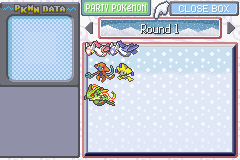 PKMN DATA
PARTY POKéMON
CLOSE BOX
Round 1